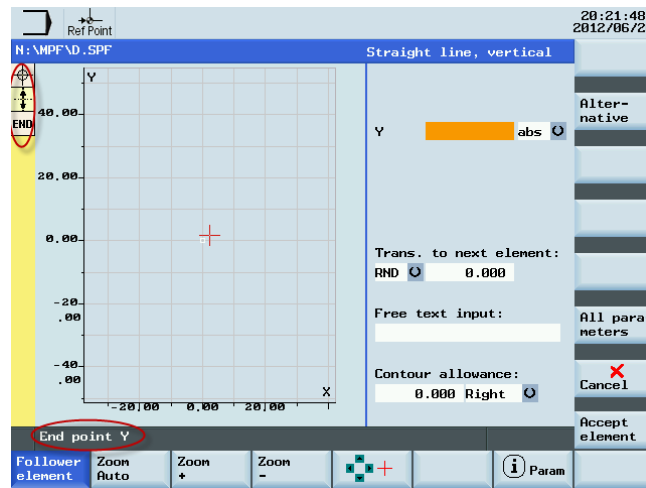 Ref Point
20:21:48
2012/06/2
N:\MPF\D.SPF
Straight line, vertical
Y
END
40.00
20.00
0.00
-20
.00
-40
.00
X
-20.00
0.00
20.00
Y
abs
Trans. to next element:
RND
0.000
Free text input:
Contour allowance:
0.000
Right
Alter-
native
All para
meters
Cancel
Accept
element
End point Y
Follower
element
Zoom
Auto
Zoom
+
Zoom
-
i Param